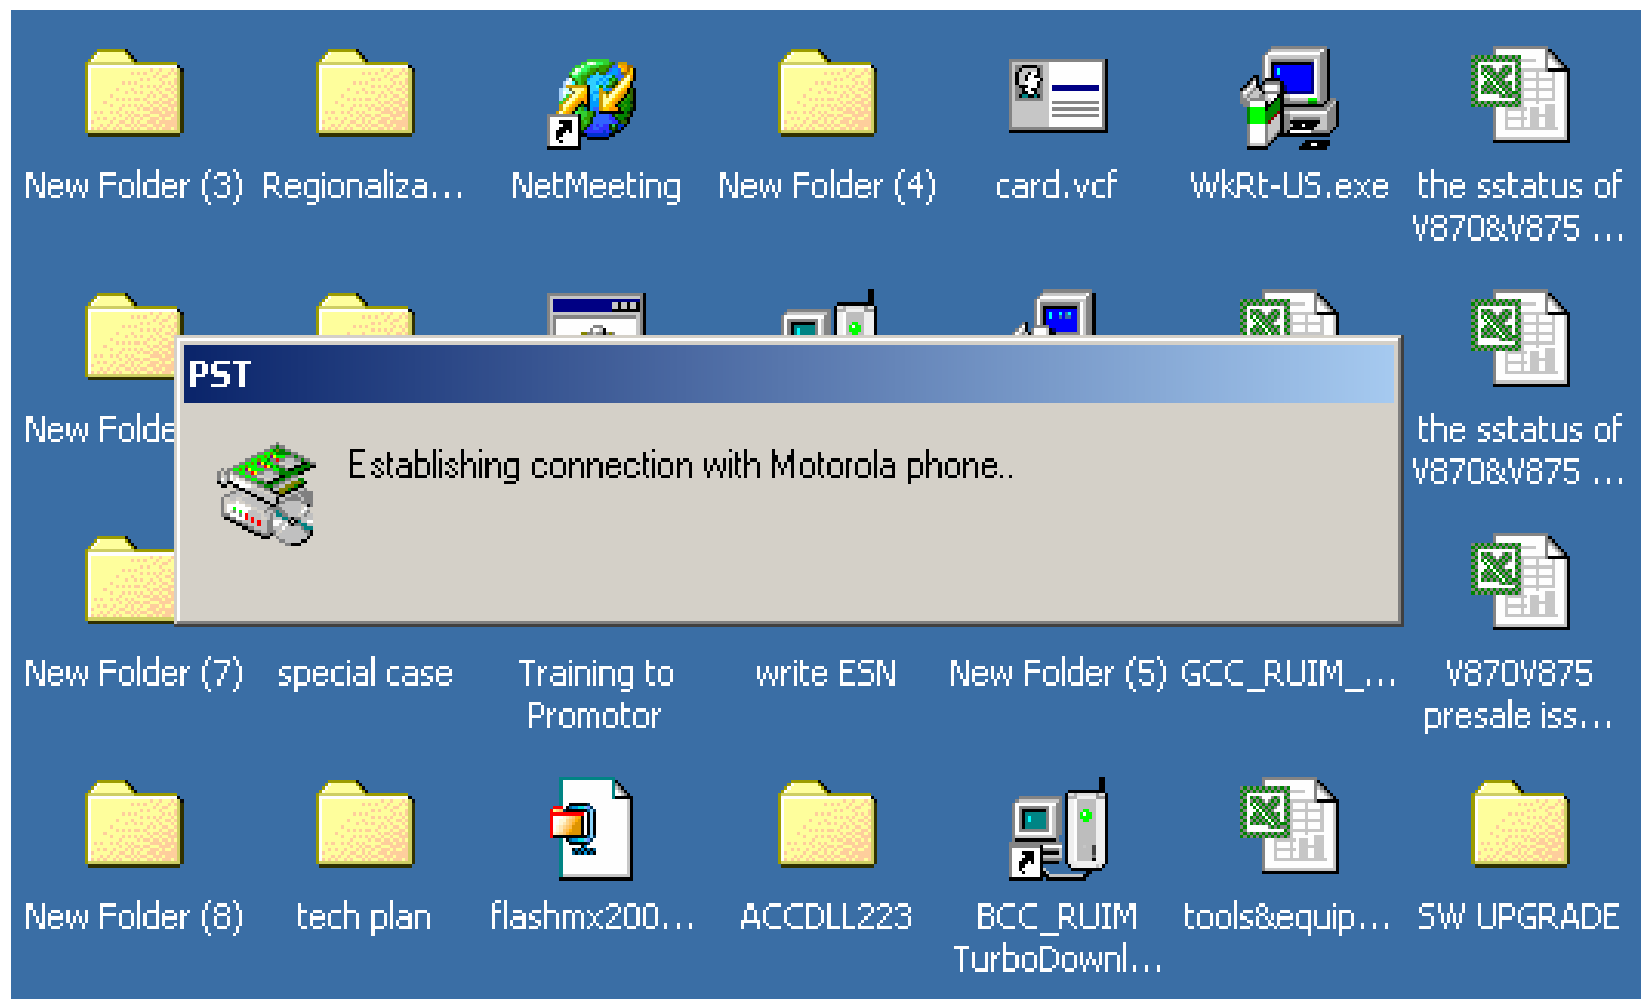 New Folder (3)
Regionaliza...
NetMeeting
New Folder (4)
card.vcf
WkRt-US.exe
the sstatus of
V870&V875 ...
New Folde
the sstatus of
V870&V875 ...
PST
Establishing connection with Motorola phone..
New Folder (7)
special case
Training to
Promotor
write ESN
New Folder (5)
GCC_RUIM_...
V870V875
presale iss...
New Folder (8)
tech plan
flashmx200...
ACCDLL223
BCC_RUIM
TurboDownl...
tools&equip...
SW UPGRADE